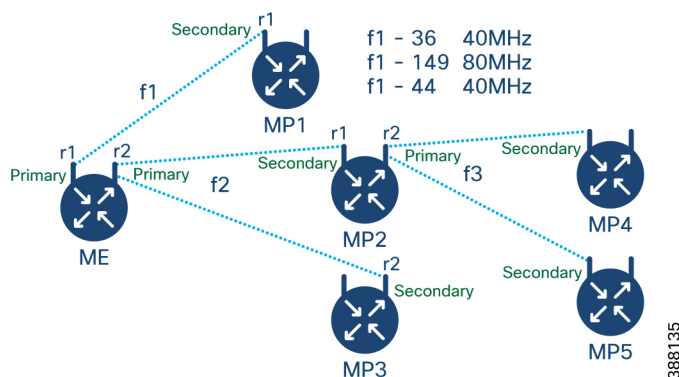 r1
Secondary
f1 - 36 40MHz
f1 - 149 80MHz
f1 - 44 40MHz
f1
MP1
r1
r2
r1
r2
Secondary
Primary
Secondary
Primary
Primary
f2
f3
ME
MP2
MP4
r2
Secondary
Secondary
MP3
MP5
388135